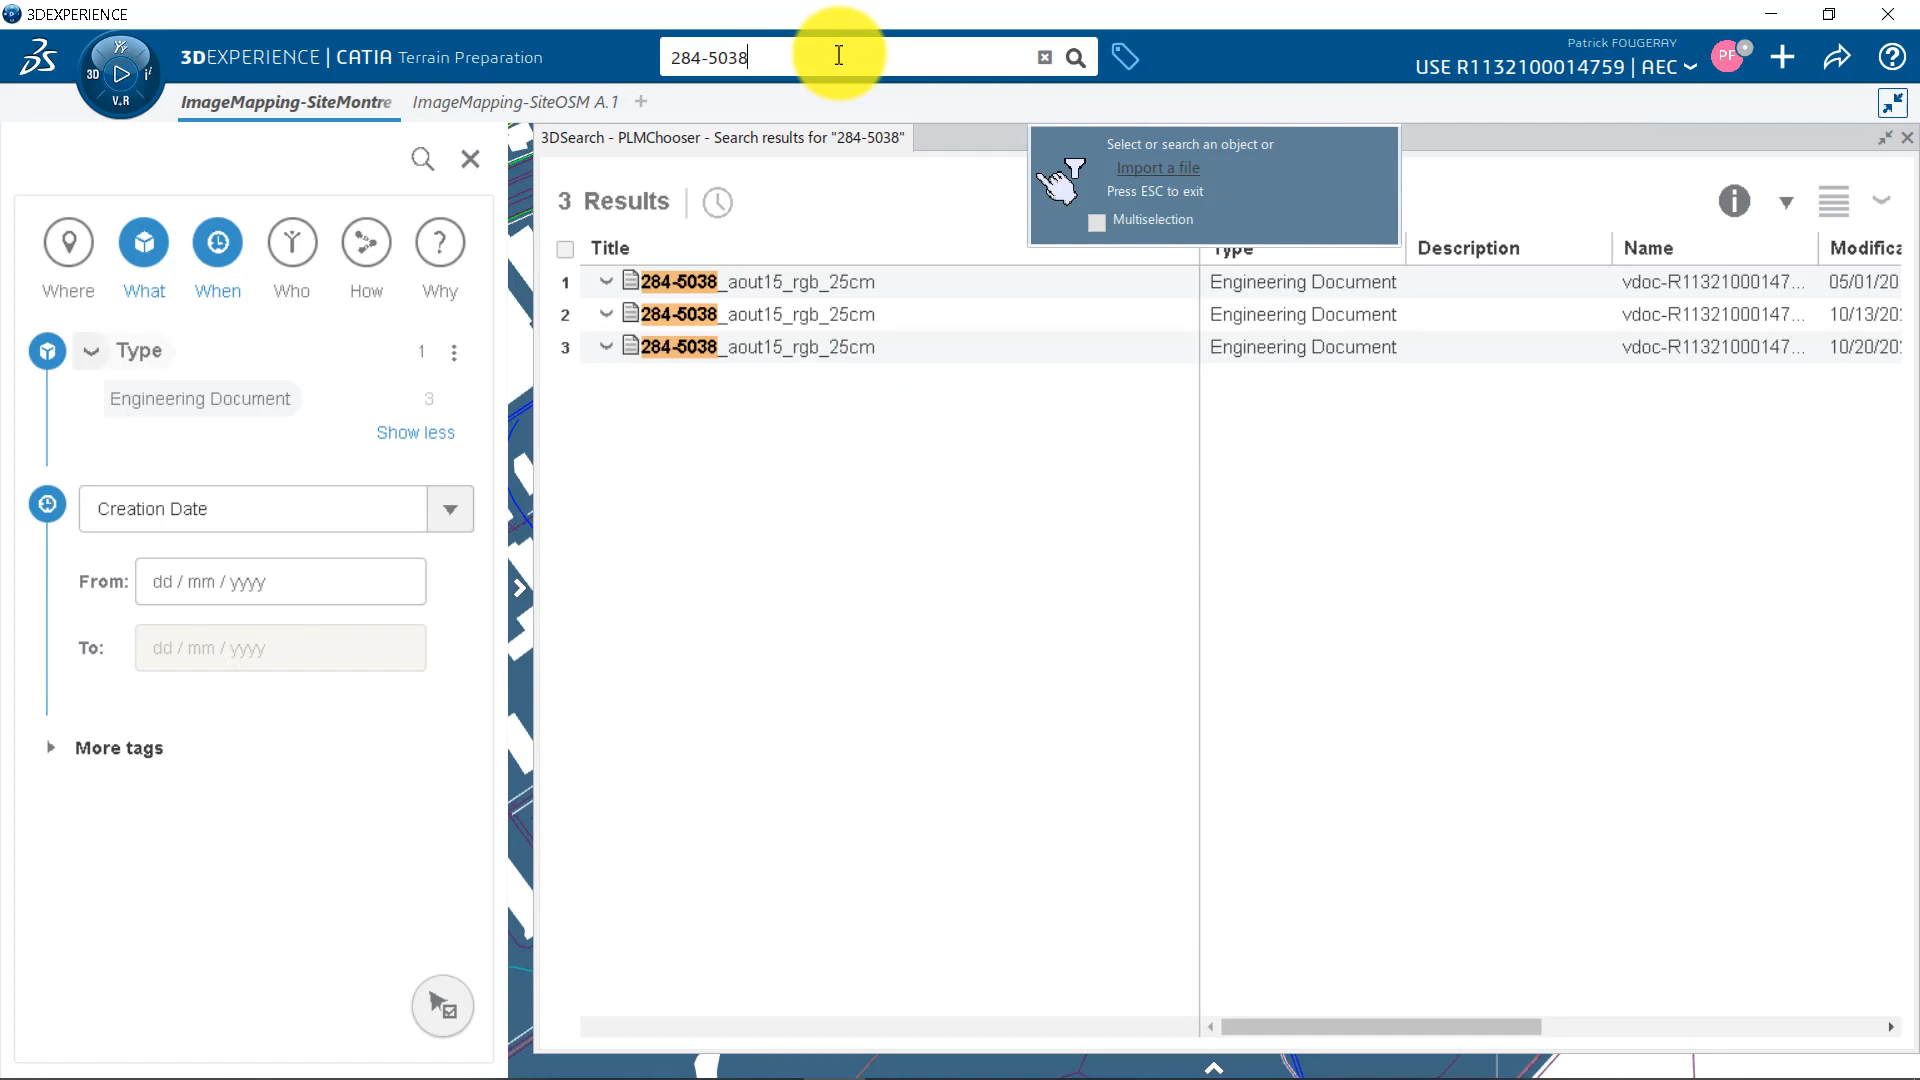 3DEXPERIENCE
3DEXPERIENCE | CATIA Terrain Preparation
284-5038
Patrick FOUGERAY
USE R1132100014759 | AEC
PF
3D
V.R
ImageMapping-SiteMontre
ImageMapping-SiteOSM A.1
3DSearch - PLMChooser - Search results for "284-5038"
Select or search an object or
Import a file
Press ESC to exit
Multiselection
3 Results
Title
Type
Description
Name
Modifica
1 284-5038_aout15_rgb_25cm Engineering Document vdoc-R11321000147... 05/01/20
2 284-5038_aout15_rgb_25cm Engineering Document vdoc-R11321000147... 10/13/20
3 284-5038_aout15_rgb_25cm Engineering Document vdoc-R11321000147... 10/20/20
Where What When Who How Why
Type 1
Engineering Document 3
Show less
Creation Date
From: dd / mm / yyyy
To: dd / mm / yyyy
More tags